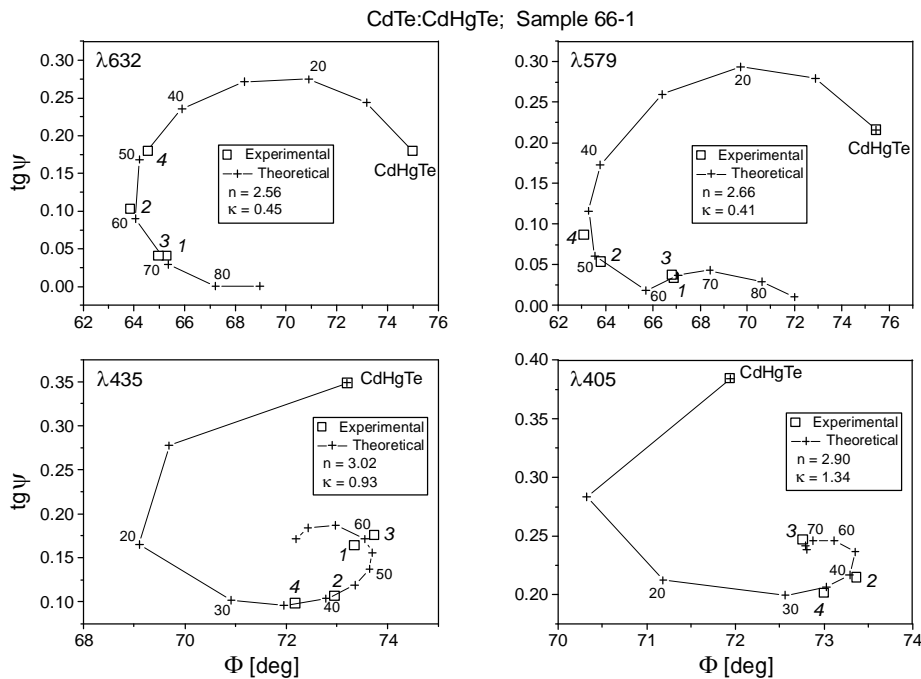 CdTe:CdHgTe; Sample 66-1
λ632
tg ψ
0.30
0.25
0.20
0.15
0.10
0.05
0.00
20
40
50
4
2
60
3 1
70
80
CdHgTe
Experimental
Theoretical
n = 2.56
κ = 0.45
62 64 66 68 70 72 74 76
λ579
0.30
0.25
0.20
0.15
0.10
0.05
0.00
20
40
4
2
50
3
60 1
70
80
CdHgTe
Experimental
Theoretical
n = 2.66
κ = 0.41
62 64 66 68 70 72 74 76
λ435
tg ψ
0.35
0.30
0.25
0.20
0.15
0.10
CdHgTe
Experimental
Theoretical
n = 3.02
κ = 0.93
20
30
4
2
40
50
1
60
3
68 70 72 74
Φ [deg]
λ405
0.40
0.35
0.30
0.25
0.20
CdHgTe
Experimental
Theoretical
n = 2.90
κ = 1.34
3
70 60
20
30
4
40
2
70 71 72 73 74
Φ [deg]